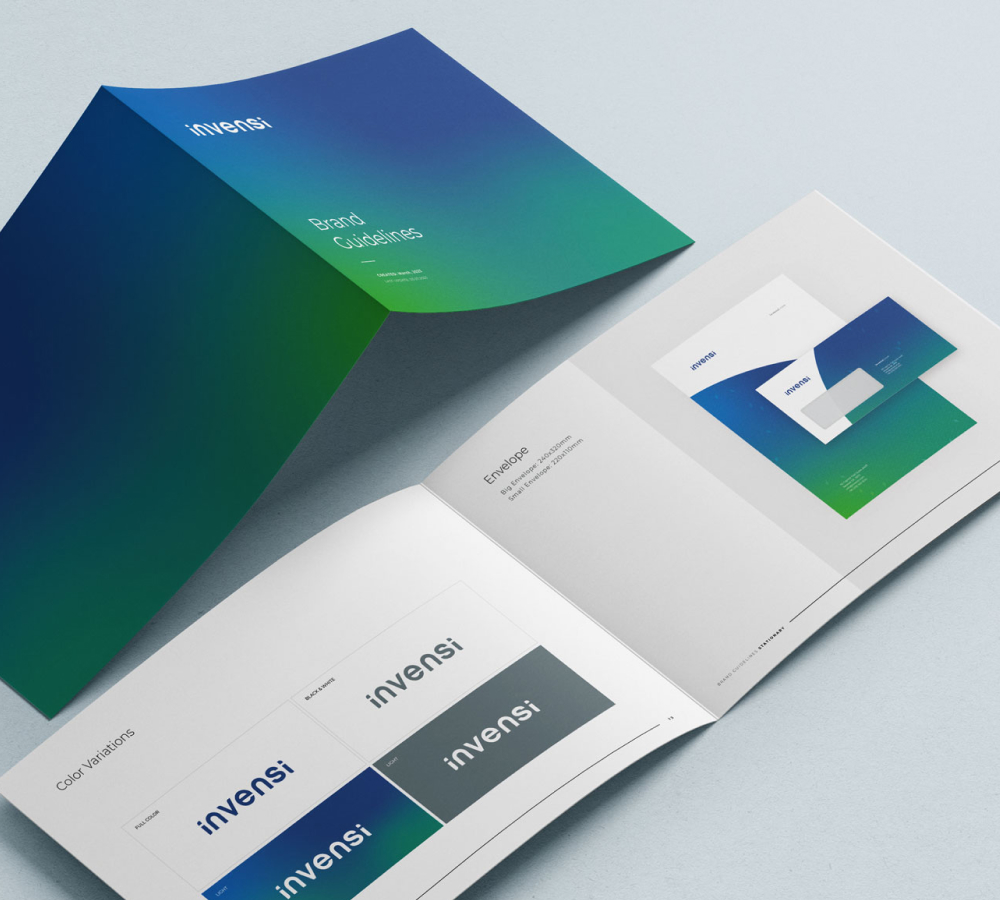 invensi
Brand
Guidelines
Envelope
Big Envelope: 240x320mm
Small Envelope: 220x110mm
invensi
invensi
BRAND GUIDELINES STATIONARY
Color Variations
FULL COLOR
invensi
LIGHT
invensi
BLACK & WHITE
invensi
LIGHT
invensi